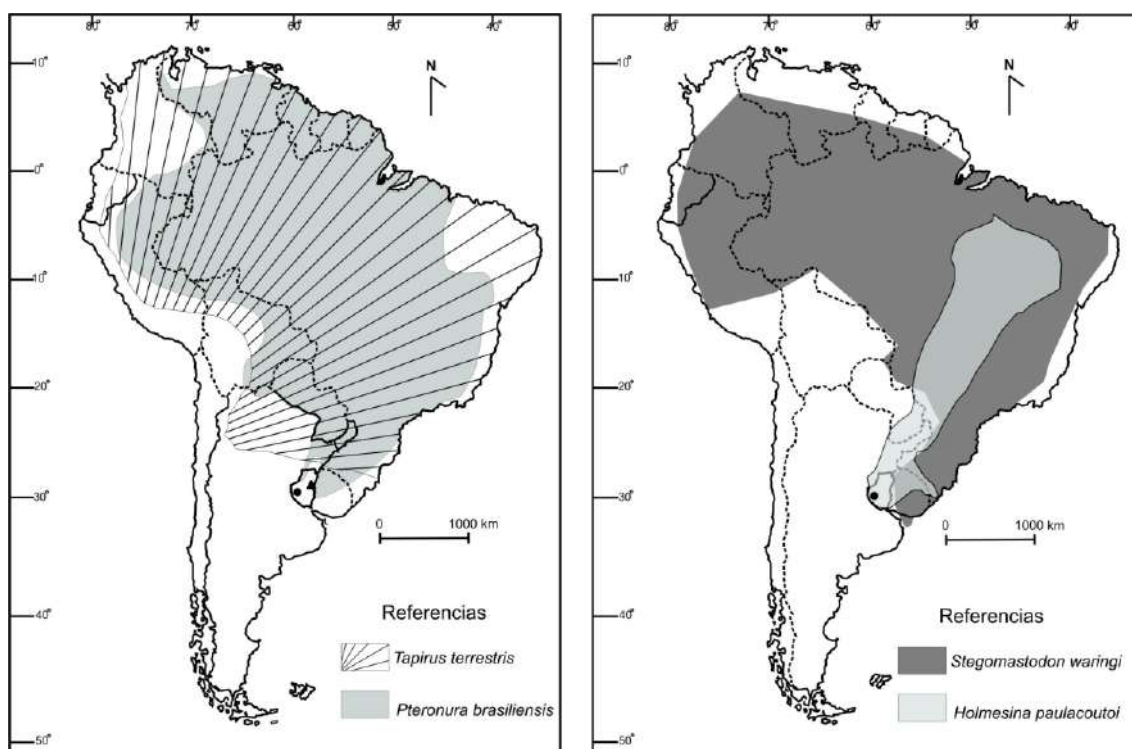 80° 70° 60° 50° 40°
10°
0°
10°
20°
30°
40°
50°
N
0 1000 km
Referencias
Tapirus terrestris
Pteronura brasiliensis
80° 70° 60° 50° 40°
10°
0°
10°
20°
30°
40°
50°
N
0 1000 km
Referencias
Stegomastodon waringi
Holmesina paulacoutoi